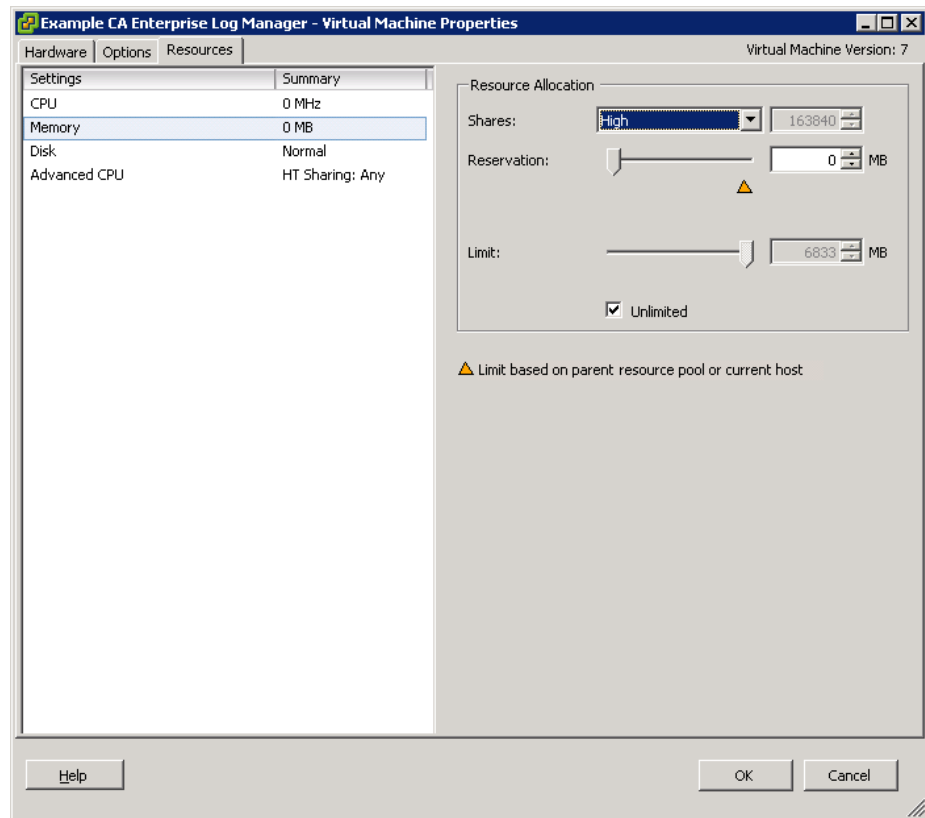 Example CA Enterprise Log Manager - Virtual Machine Properties
Hardware Options Resources Virtual Machine Version: 7
Settings Summary
CPU 0 MHz
Memory 0 MB
Disk Normal
Advanced CPU HT Sharing: Any
Resource Allocation
Shares: High 163840
Reservation: 0 MB
Limit: 6833 MB
Unlimited
Limit based on parent resource pool or current host
Help OK Cancel